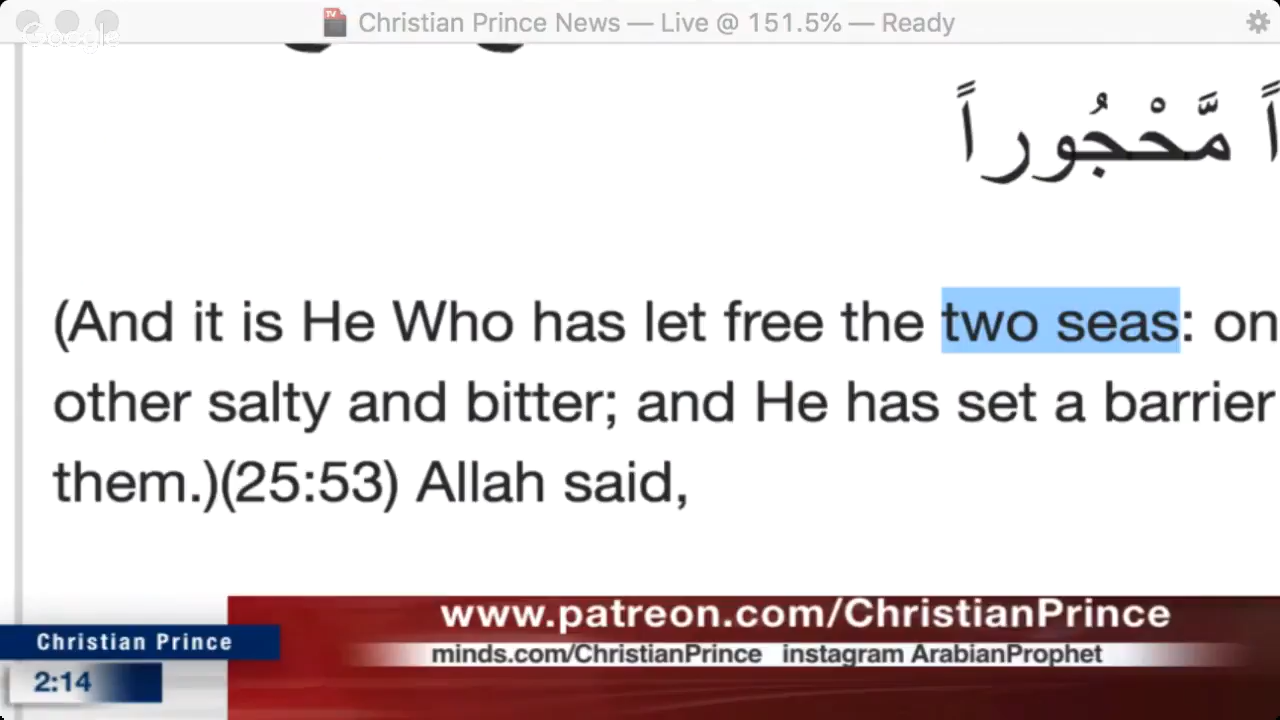 Christian Prince News — Live @ 151.5% — Ready
Google
اً مَّحْجُوراً
(And it is He Who has let free the two seas: on
other salty and bitter; and He has set a barrier
them.)(25:53) Allah said,
www.patreon.com/ChristianPrince
Christian Prince
minds.com/ChristianPrince instagram ArabianProphet
2:14